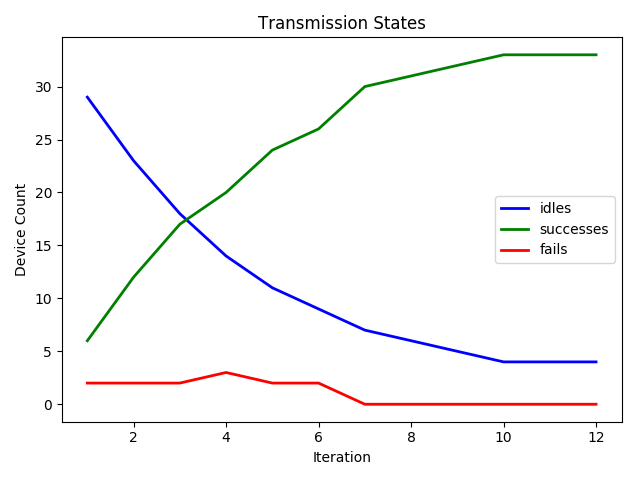 Transmission States
Device Count
30
25
20
15
10
5
0
idles
successes
fails
2 4 6 8 10 12
Iteration